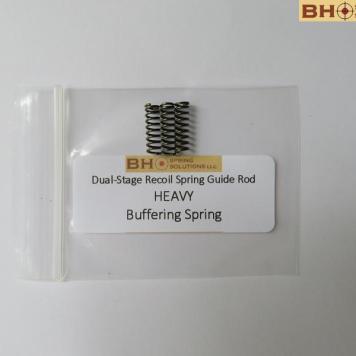 BH
BH SPRING
SOLUTIONS LLC.
Dual-Stage Recoil Spring Guide Rod
HEAVY
Buffering Spring